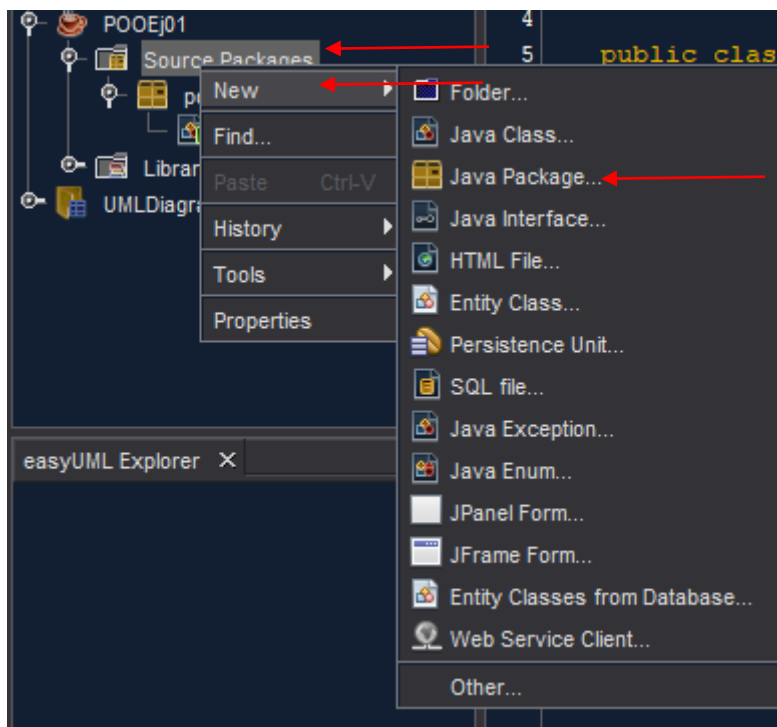 POOEj01
Source Packages
Librar
UMLDiagra
4
5 public clas
New
Find...
Paste Ctrl-V
History
Tools
Properties
Folder...
Java Class...
Java Package...
Java Interface...
HTML File...
Entity Class...
Persistence Unit...
SQL file...
Java Exception...
Java Enum...
JPanel Form...
JFrame Form...
Entity Classes from Database...
Web Service Client...
Other...
easyUML Explorer